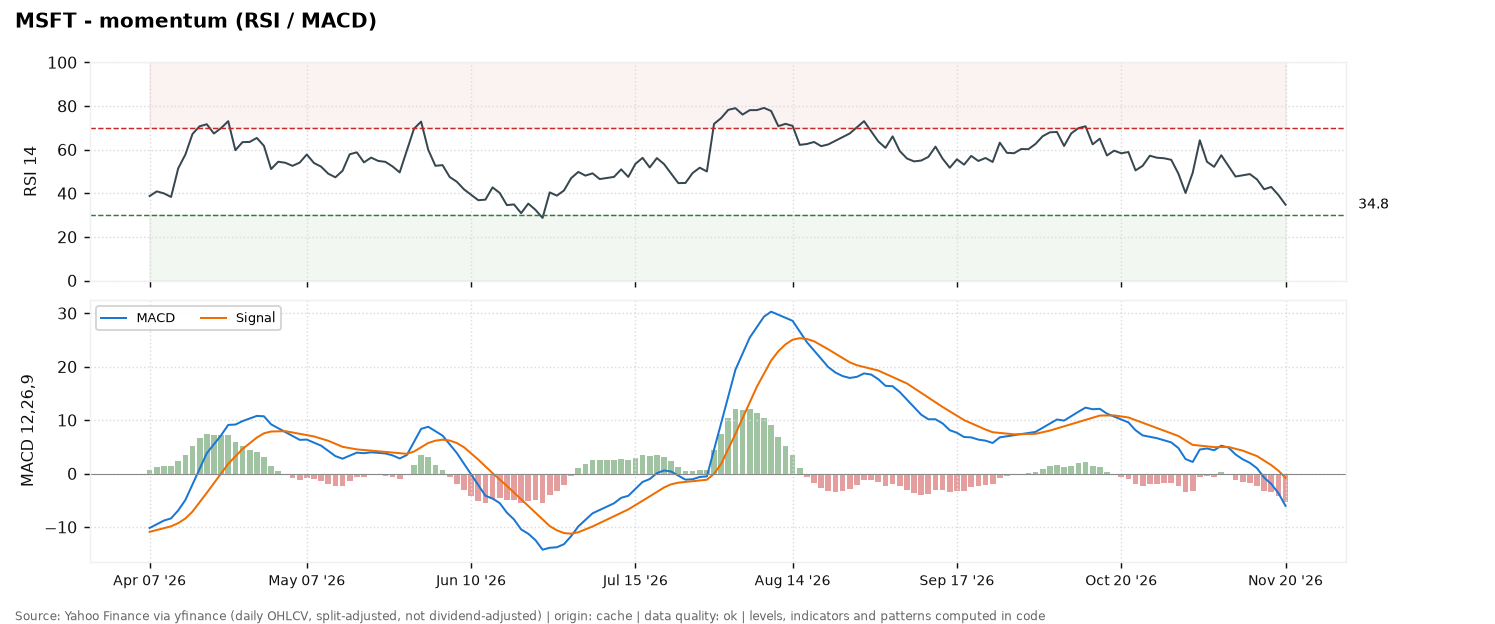 MSFT - momentum (RSI / MACD)
100
80
60
40
20
0
RSI 14
34.8
MACD
Signal
30
20
10
0
−10
MACD 12,26,9
Apr 07 '26
May 07 '26
Jun 10 '26
Jul 15 '26
Aug 14 '26
Sep 17 '26
Oct 20 '26
Nov 20 '26
Source: Yahoo Finance via yfinance (daily OHLCV, split-adjusted, not dividend-adjusted) | origin: cache | data quality: ok | levels, indicators and patterns computed in code